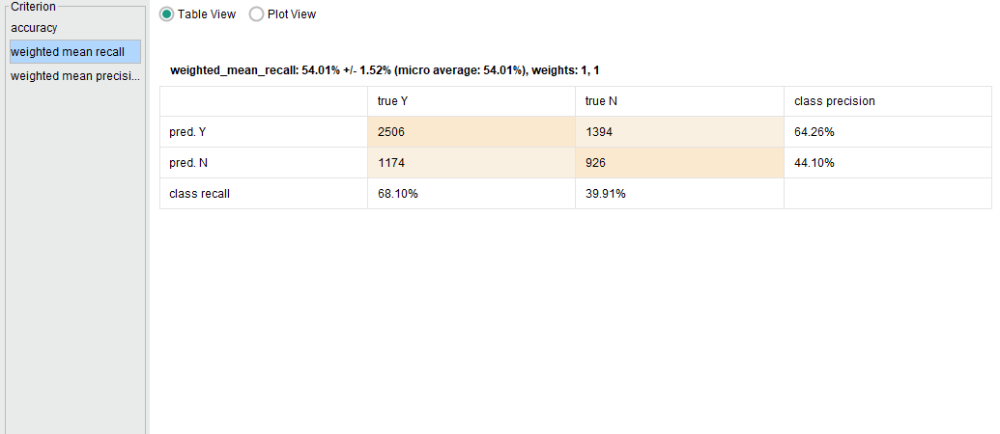 Criterion
accuracy
weighted mean recall
weighted mean precisi...
Table View Plot View
weighted_mean_recall: 54.01% +/- 1.52% (micro average: 54.01%), weights: 1, 1
true Y true N class precision
pred. Y 2506 1394 64.26%
pred. N 1174 926 44.10%
class recall 68.10% 39.91%